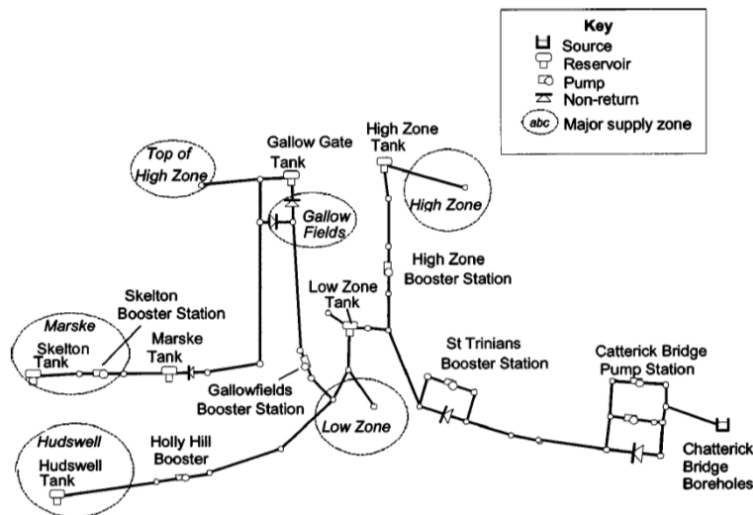 Key
Source
Reservoir
Pump
Non-return
abc Major supply zone
High Zone
Tank
Gallow Gate
Tank
Top of
High Zone
High Zone
Gallow
Fields
High Zone
Booster Station
Low Zone
Tank
Skelton
Booster Station
Marske
Marske
Tank
Skelton
Tank
St Trinians
Booster Station
Catterick Bridge
Pump Station
Gallowfields
Booster Station
Low Zone
Hudswell
Holly Hill
Booster
Hudswell
Tank
Chatterick
Bridge
Boreholes